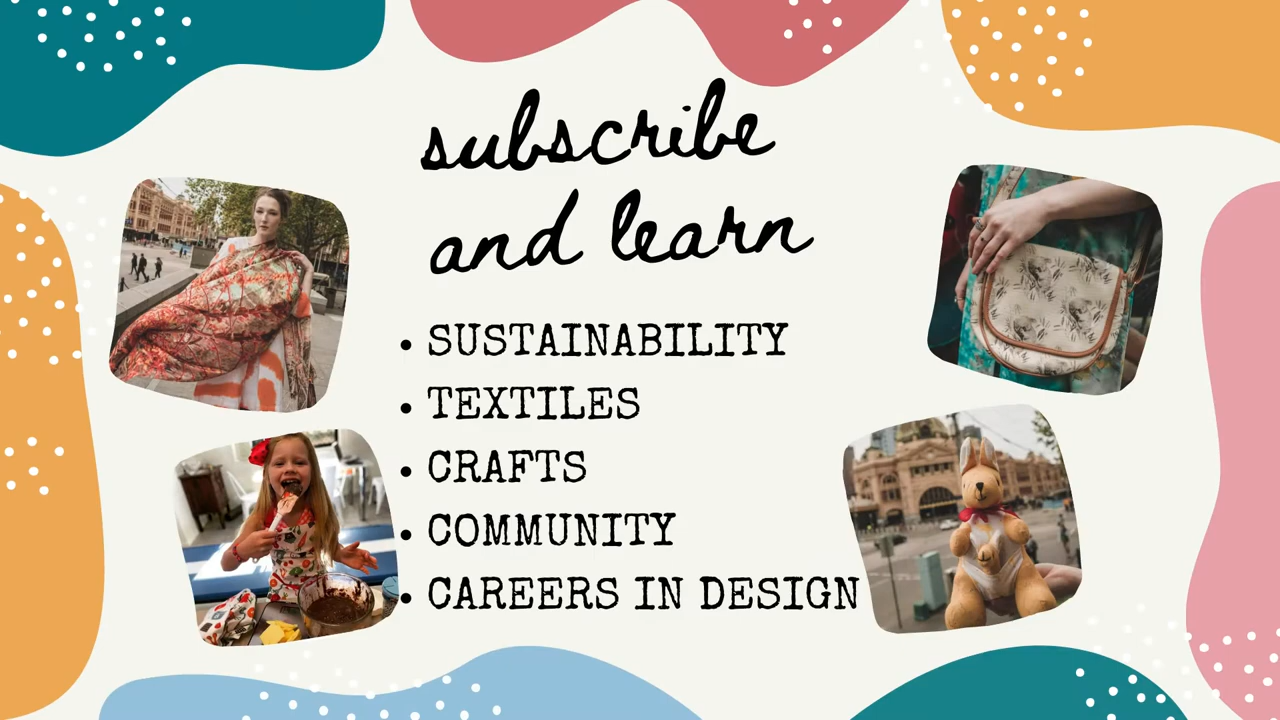 subscribe
and learn
• SUSTAINABILITY
• TEXTILES
• CRAFTS
• COMMUNITY
• CAREERS IN DESIGN